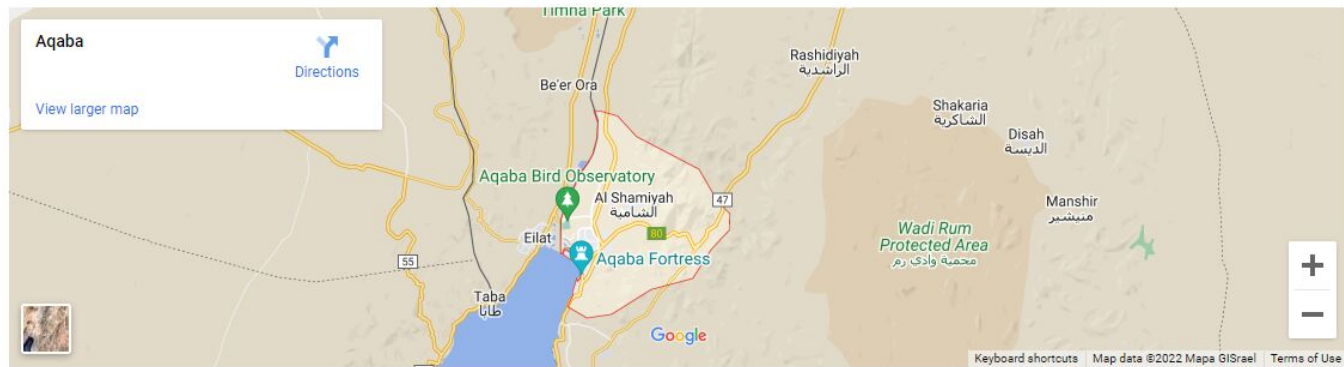 Timna Park
Aqaba
Directions
View larger map
Be'er Ora
Rashidiyah
الراشدية
Shakaria
الشاكرية
Disah
الديسة
Aqaba Bird Observatory
Al Shamiyah
الشامية
47
Manshir
منيشير
80
Wadi Rum
Protected Area
محمية وادي رم
Eilat
Aqaba Fortress
55
Taba
طابا
Google
Keyboard shortcuts
Map data ©2022 Mapa GISrael
Terms of Use